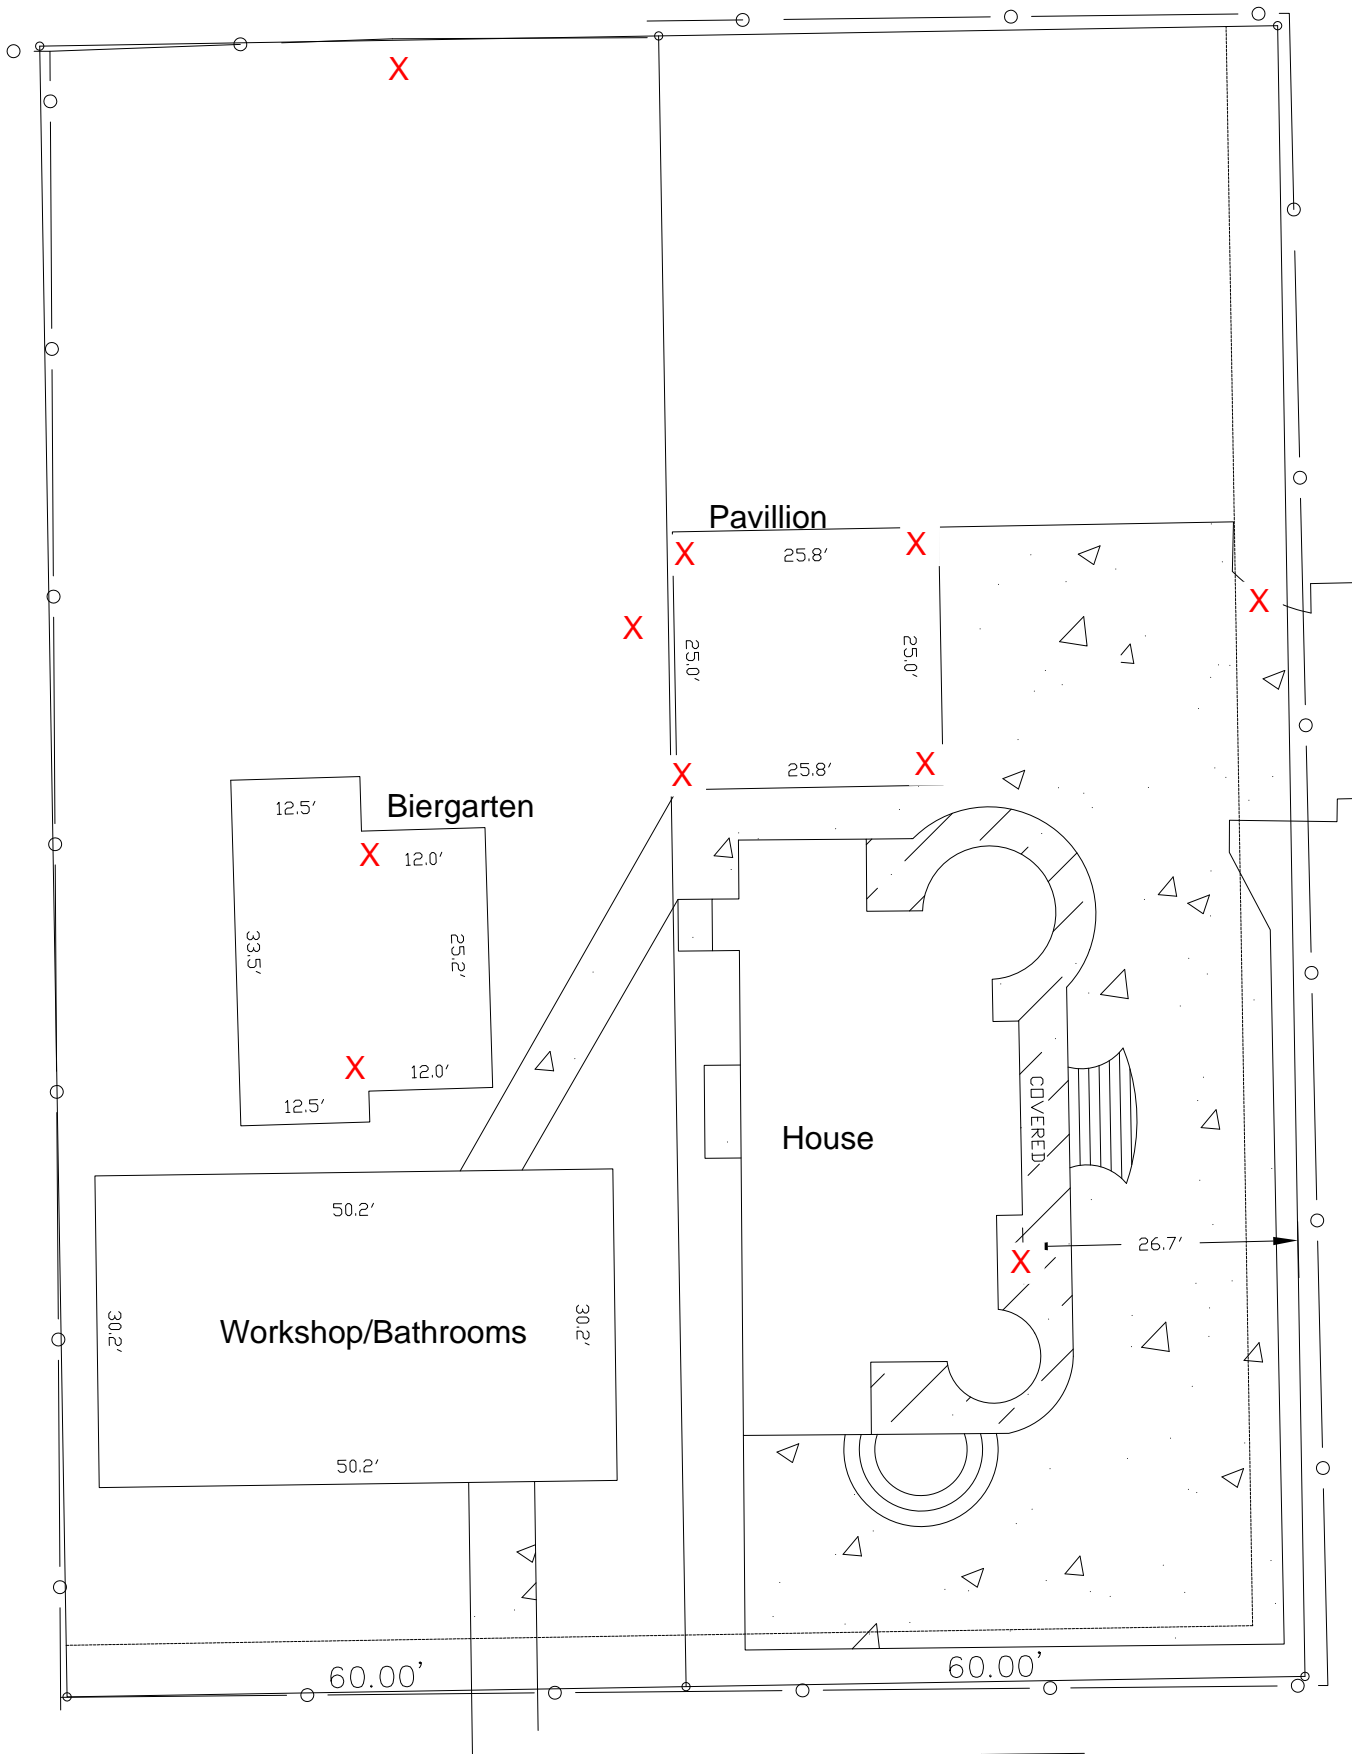 X
Pavillion
X
X
25.8'
X
X
25.0'
25.0'
X
X
25.8'
12.5'
Biergarten
X
12.0'
33.5'
25.2'
X
12.0'
12.5'
COVERED
House
50.2'
26.7'
X
30.2'
30.2'
Workshop/Bathrooms
50.2'
60.00'
60.00'